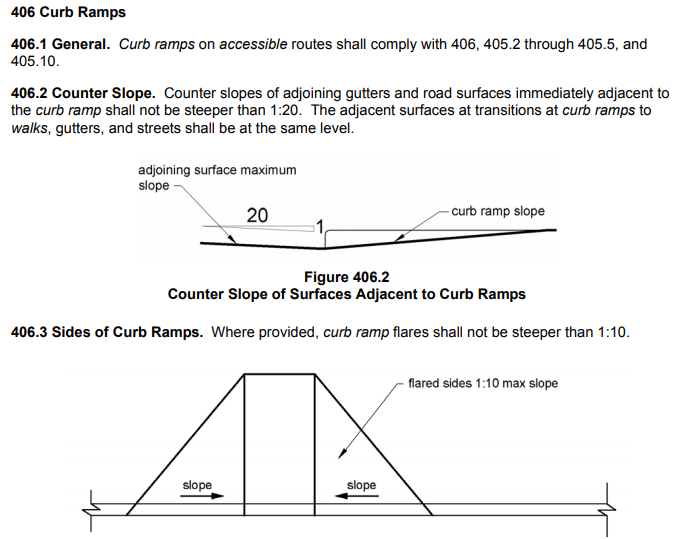 406 Curb Ramps
406.1 General.  Curb ramps on accessible routes shall comply with 406, 405.2 through 405.5, and
405.10.
406.2 Counter Slope.  Counter slopes of adjoining gutters and road surfaces immediately adjacent to
the curb ramp shall not be steeper than 1:20.  The adjacent surfaces at transitions at curb ramps to
walks, gutters, and streets shall be at the same level.
adjoining surface maximum
slope
20
1
curb ramp slope
Figure 406.2
Counter Slope of Surfaces Adjacent to Curb Ramps
406.3 Sides of Curb Ramps.  Where provided, curb ramp flares shall not be steeper than 1:10.
flared sides 1:10 max slope
slope
slope